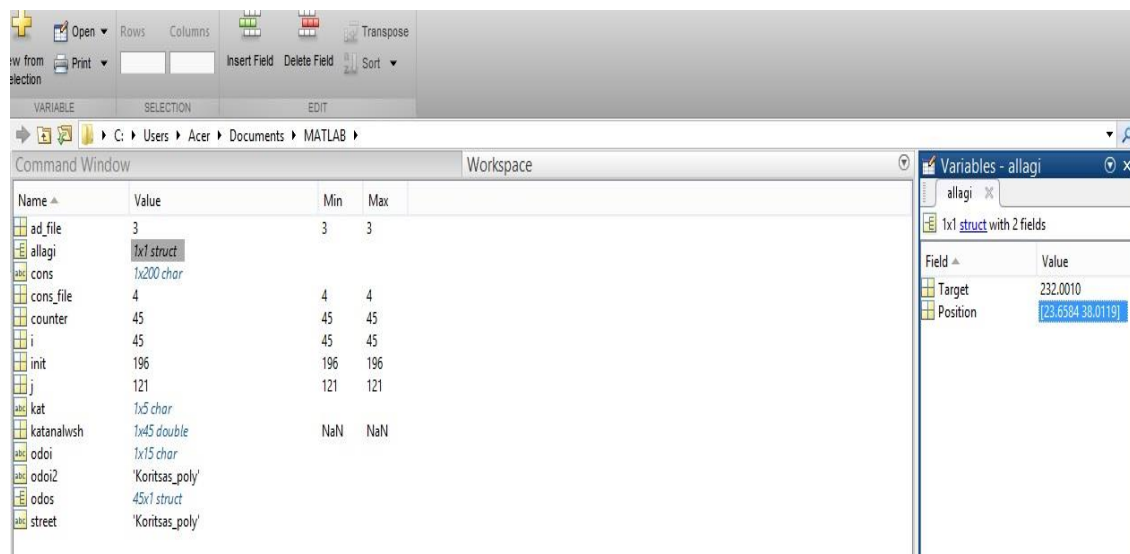 Open Rows Columns Transpose
ew from Print Insert Field Delete Field Sort
election
VARIABLE SELECTION EDIT
C: Users Acer Documents MATLAB
Command Window Workspace
Name Value Min Max
ad_file 3 3 3
allagi 1x1 struct
cons 1x200 char
cons_file 4 4 4
counter 45 45 45
i 45 45 45
init 196 196 196
j 121 121 121
kat 1x5 char
katanalwsh 1x45 double NaN NaN
odoi 1x15 char
odoi2 'Koritsas_poly'
odos 45x1 struct
street 'Koritsas_poly'
Variables - allagi
allagi
1x1 struct with 2 fields
Field Value
Target 232.0010
Position [23.6584 38.0119]